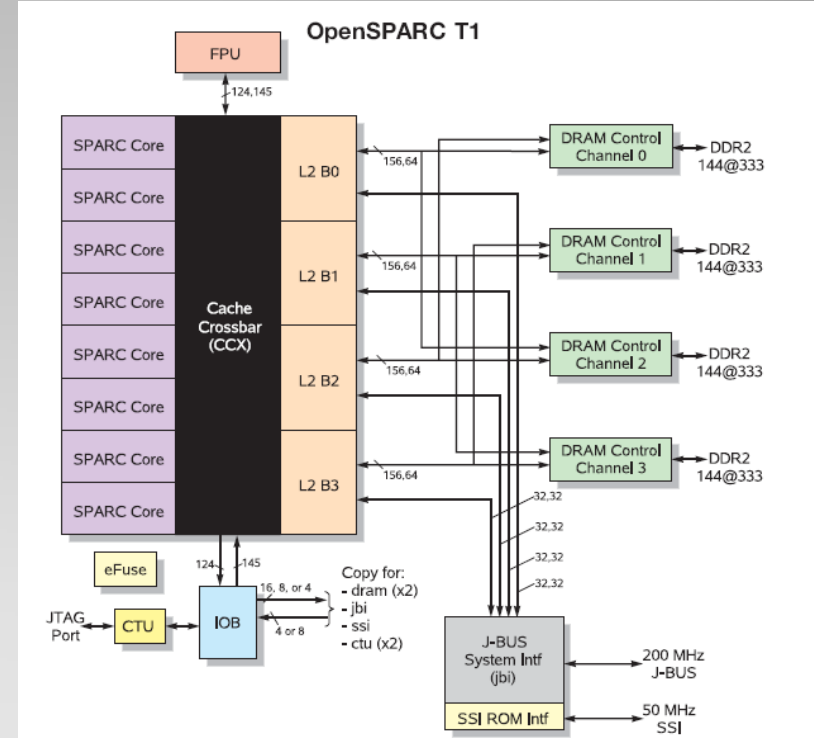 OpenSPARC T1
FPU
124,145
SPARC Core
SPARC Core
SPARC Core
SPARC Core
SPARC Core
SPARC Core
SPARC Core
SPARC Core
Cache
Crossbar
(CCX)
L2 B0
L2 B1
L2 B2
L2 B3
156,64
156,64
156,64
156,64
DRAM Control
Channel 0
DDR2
144@333
DRAM Control
Channel 1
DDR2
144@333
DRAM Control
Channel 2
DDR2
144@333
DRAM Control
Channel 3
DDR2
144@333
32,32
32,32
32,32
32,32
eFuse
124
145
JTAG
Port
CTU
IOB
16, 8, or 4
4 or 8
Copy for:
- dram (x2)
- jbi
- ssi
- ctu (x2)
J-BUS
System Intf
(jbi)
SSI ROM Intf
200 MHz
J-BUS
50 MHz
SSI